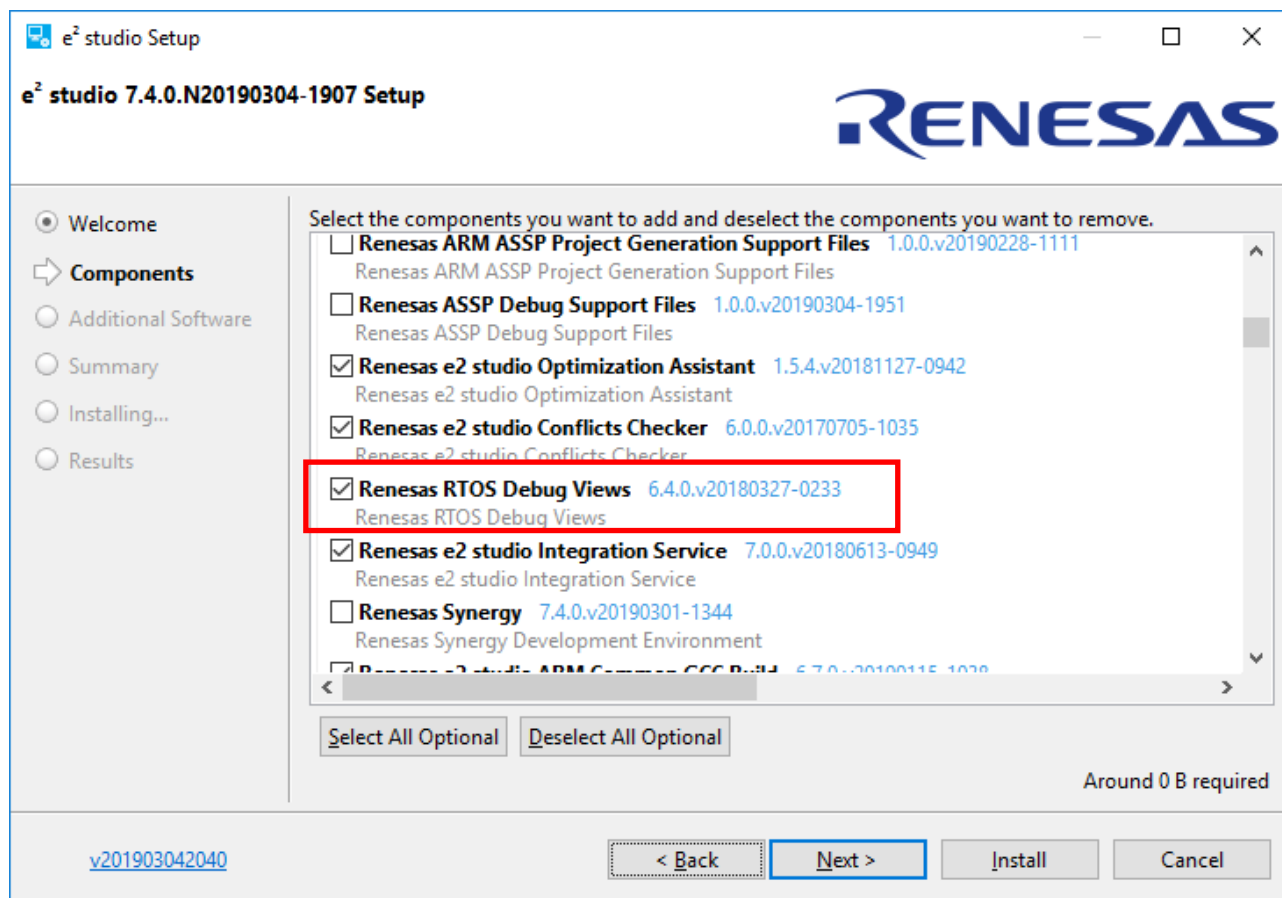 e² studio Setup
e² studio 7.4.0.N20190304-1907 Setup
RENESAS
Welcome
Components
Additional Software
Summary
Installing...
Results
Select the components you want to add and deselect the components you want to remove.
Renesas ARM ASSP Project Generation Support Files 1.0.0.v20190228-1111
Renesas ARM ASSP Project Generation Support Files
Renesas ASSP Debug Support Files 1.0.0.v20190304-1951
Renesas ASSP Debug Support Files
Renesas e2 studio Optimization Assistant 1.5.4.v20181127-0942
Renesas e2 studio Optimization Assistant
Renesas e2 studio Conflicts Checker 6.0.0.v20170705-1035
Renesas e2 studio Conflicts Checker
Renesas RTOS Debug Views 6.4.0.v20180327-0233
Renesas RTOS Debug Views
Renesas e2 studio Integration Service 7.0.0.v20180613-0949
Renesas e2 studio Integration Service
Renesas Synergy 7.4.0.v20190301-1344
Renesas Synergy Development Environment
Renesas e2 studio ARM Common GCC Build
Select All Optional Deselect All Optional
Around 0 B required
v201903042040
< Back Next > Install Cancel